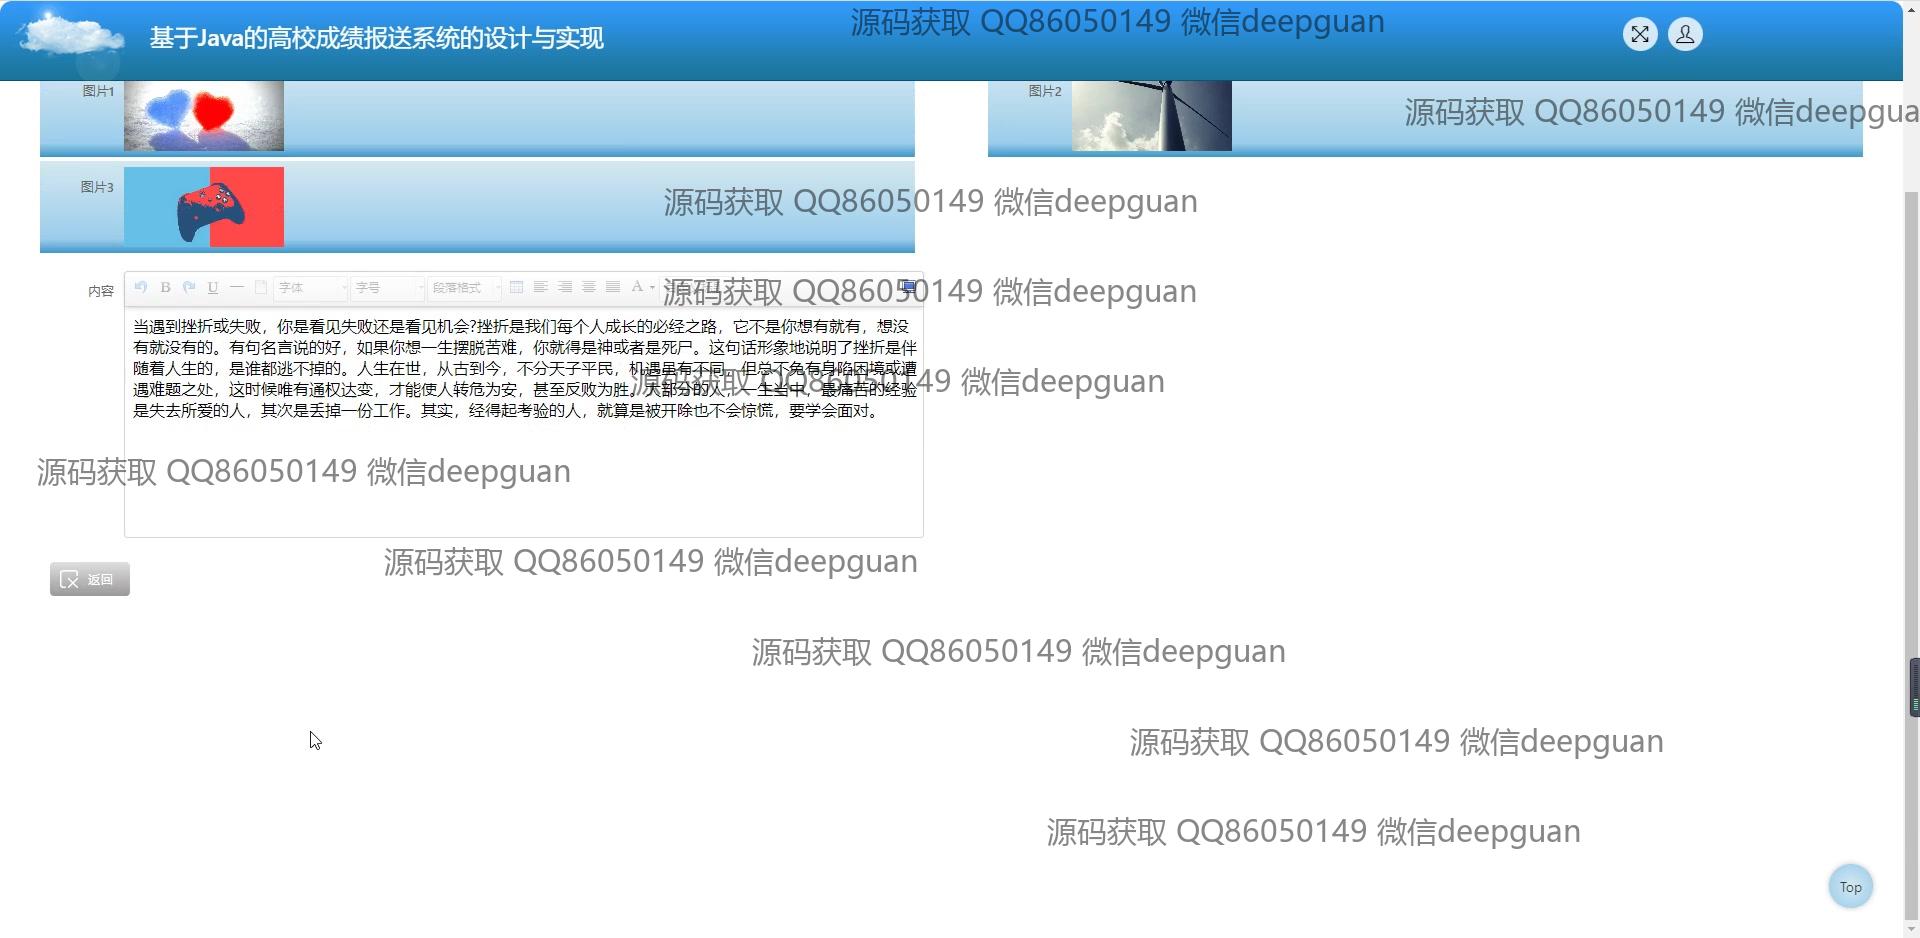 源码获取 QQ86050149 微信deepguan
基于Java的高校成绩报送系统的设计与实现
图片1
图片2
源码获取 QQ86050149 微信deepgua
图片3
源码获取 QQ86050149 微信deepguan
内容
B
U
字体
字号
段落格式
A
源码获取 QQ86050149 微信deepguan
当遇到挫折或失败，你是看见失败还是看见机会?挫折是我们每个人成长的必经之路，它不是你想有就有，想没
有就没有的。有句名言说的好，如果你想一生摆脱苦难，你就得是神或者是死尸。这句话形象地说明了挫折是伴
随着人生的，是谁都逃不掉的。人生在世，从古到今，不分天子平民，机遇虽有不同，但总不免有身陷困境或遭
遇难题之处，这时候唯有通权达变，才能使人转危为安，甚至反败为胜。大部分的人，一生当中，最痛苦的经验
是失去所爱的人，其次是丢掉一份工作。其实，经得起考验的人，就算是被开除也不会惊慌，要学会面对。
源码获取 QQ86050149 微信deepguan
源码获取 QQ86050149 微信deepguan
源码获取 QQ86050149 微信deepguan
返回
源码获取 QQ86050149 微信deepguan
源码获取 QQ86050149 微信deepguan
源码获取 QQ86050149 微信deepguan
Top